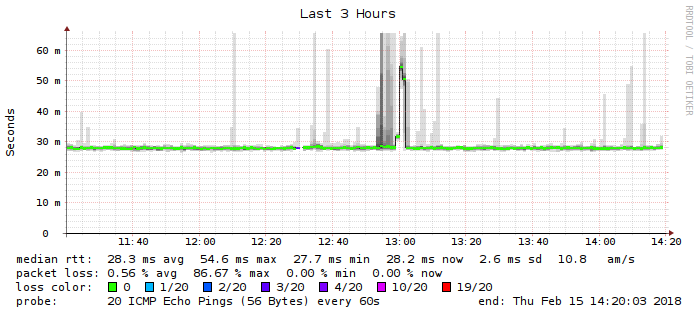 Last 3 Hours
RRDTOOL / TOBI OETIKER
Seconds
60 m
50 m
40 m
30 m
20 m
10 m
0
11:40 12:00 12:20 12:40 13:00 13:20 13:40 14:00 14:20
median rtt: 28.3 ms avg 54.6 ms max 27.7 ms min 28.2 ms now 2.6 ms sd 10.8 am/s
packet loss: 0.56 % avg 86.67 % max 0.00 % min 0.00 % now
loss color: 0 1/20 2/20 3/20 4/20 10/20 19/20
probe: 20 ICMP Echo Pings (56 Bytes) every 60s end: Thu Feb 15 14:20:03 2018